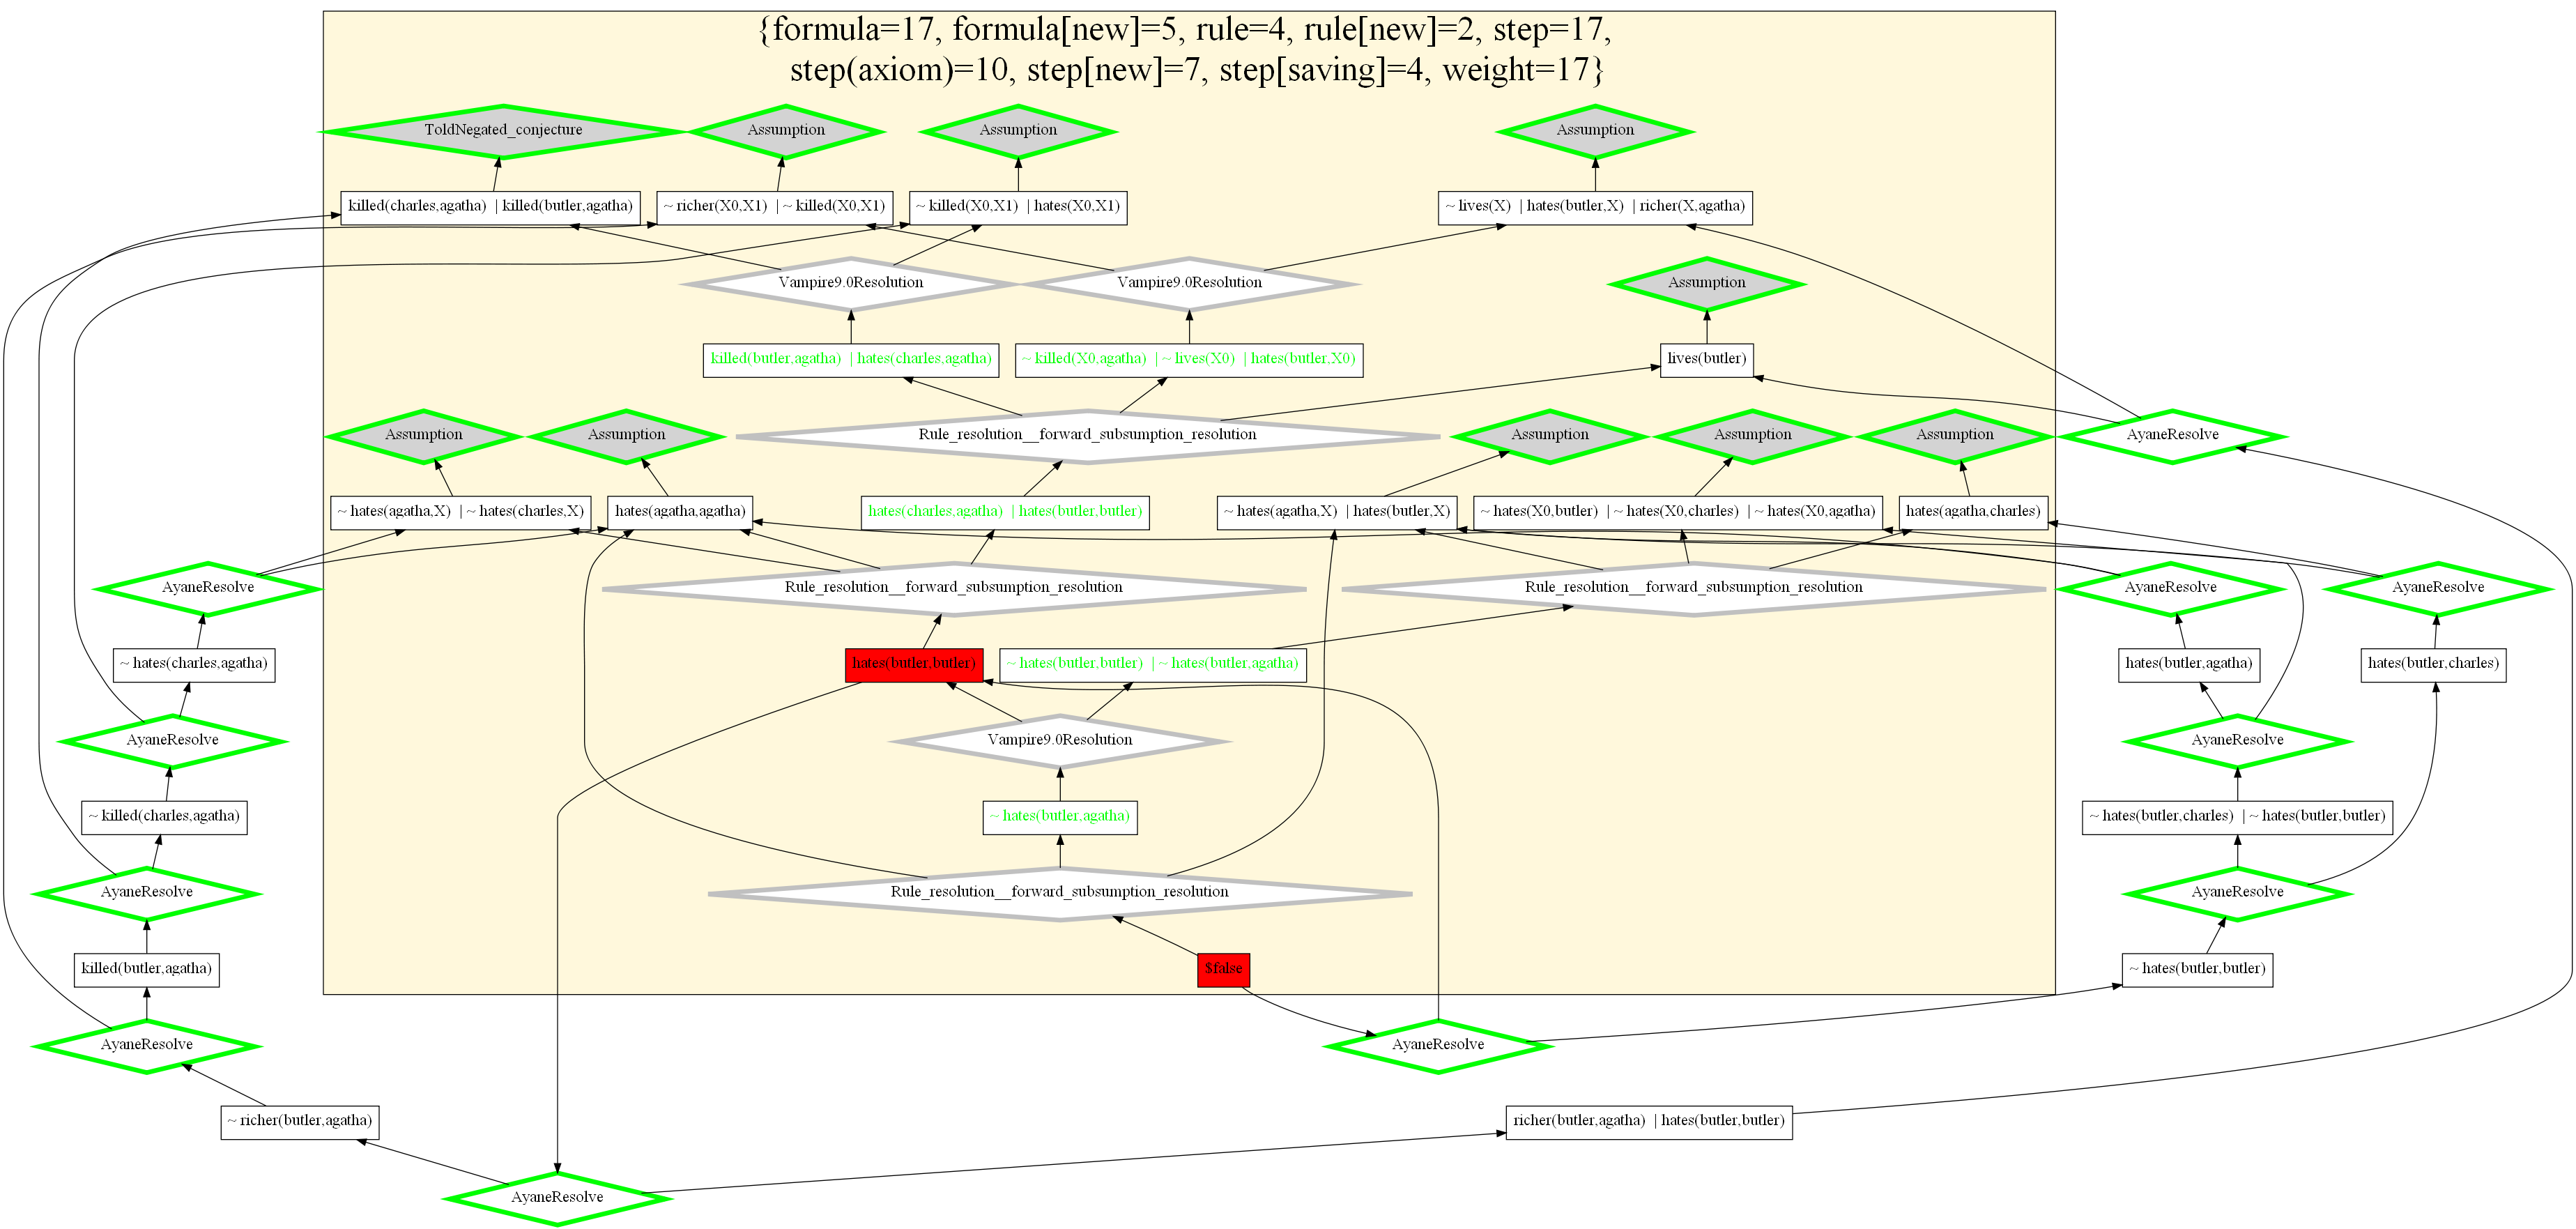 {formula=17, formula[new]=5, rule=4, rule[new]=2, step=17,
step(axiom)=10, step[new]=7, step[saving]=4, weight=17}
ToldNegated_conjecture
Assumption
Assumption
Assumption
killed(charles,agatha) | killed(butler,agatha)
~ richer(X0,X1) | ~ killed(X0,X1)
~ killed(X0,X1) | hates(X0,X1)
~ lives(X) | hates(butler,X) | richer(X,agatha)
Vampire9.0Resolution
Vampire9.0Resolution
Assumption
killed(butler,agatha) | hates(charles,agatha)
~ killed(X0,agatha) | ~ lives(X0) | hates(butler,X0)
lives(butler)
Assumption
Assumption
Rule_resolution__forward_subsumption_resolution
Assumption
Assumption
Assumption
AyaneResolve
~ hates(agatha,X) | ~ hates(charles,X)
hates(agatha,agatha)
hates(charles,agatha) | hates(butler,butler)
~ hates(agatha,X) | hates(butler,X)
~ hates(X0,butler) | ~ hates(X0,charles) | ~ hates(X0,agatha)
hates(agatha,charles)
AyaneResolve
Rule_resolution__forward_subsumption_resolution
Rule_resolution__forward_subsumption_resolution
AyaneResolve
AyaneResolve
~ hates(charles,agatha)
hates(butler,butler)
~ hates(butler,butler) | ~ hates(butler,agatha)
hates(butler,agatha)
hates(butler,charles)
AyaneResolve
Vampire9.0Resolution
AyaneResolve
~ killed(charles,agatha)
~ hates(butler,agatha)
~ hates(butler,charles) | ~ hates(butler,butler)
AyaneResolve
Rule_resolution__forward_subsumption_resolution
AyaneResolve
killed(butler,agatha)
$false
~ hates(butler,butler)
AyaneResolve
AyaneResolve
~ richer(butler,agatha)
richer(butler,agatha) | hates(butler,butler)
AyaneResolve